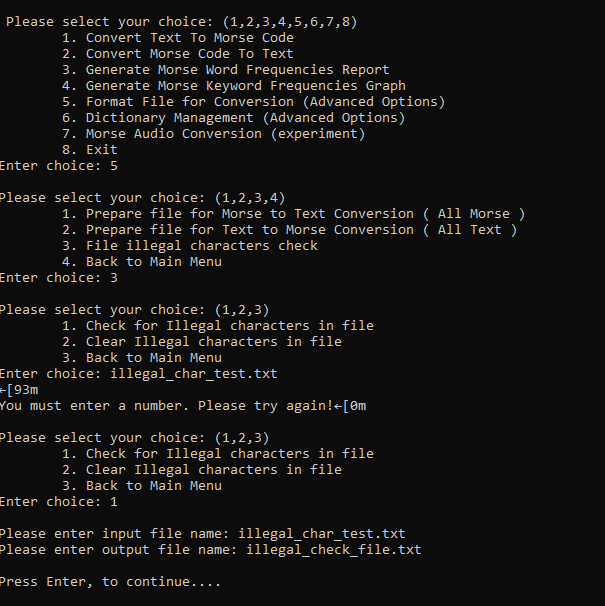 Please select your choice: (1,2,3,4,5,6,7,8)
1. Convert Text To Morse Code
2. Convert Morse Code To Text
3. Generate Morse Word Frequencies Report
4. Generate Morse Keyword Frequencies Graph
5. Format File for Conversion (Advanced Options)
6. Dictionary Management (Advanced Options)
7. Morse Audio Conversion (experiment)
8. Exit
Enter choice: 5
Please select your choice: (1,2,3,4)
1. Prepare file for Morse to Text Conversion ( All Morse )
2. Prepare file for Text to Morse Conversion ( All Text )
3. File illegal characters check
4. Back to Main Menu
Enter choice: 3
Please select your choice: (1,2,3)
1. Check for Illegal characters in file
2. Clear Illegal characters in file
3. Back to Main Menu
Enter choice: illegal_char_test.txt
←[93m
You must enter a number. Please try again!←[0m
Please select your choice: (1,2,3)
1. Check for Illegal characters in file
2. Clear Illegal characters in file
3. Back to Main Menu
Enter choice: 1
Please enter input file name: illegal_char_test.txt
Please enter output file name: illegal_check_file.txt
Press Enter, to continue....